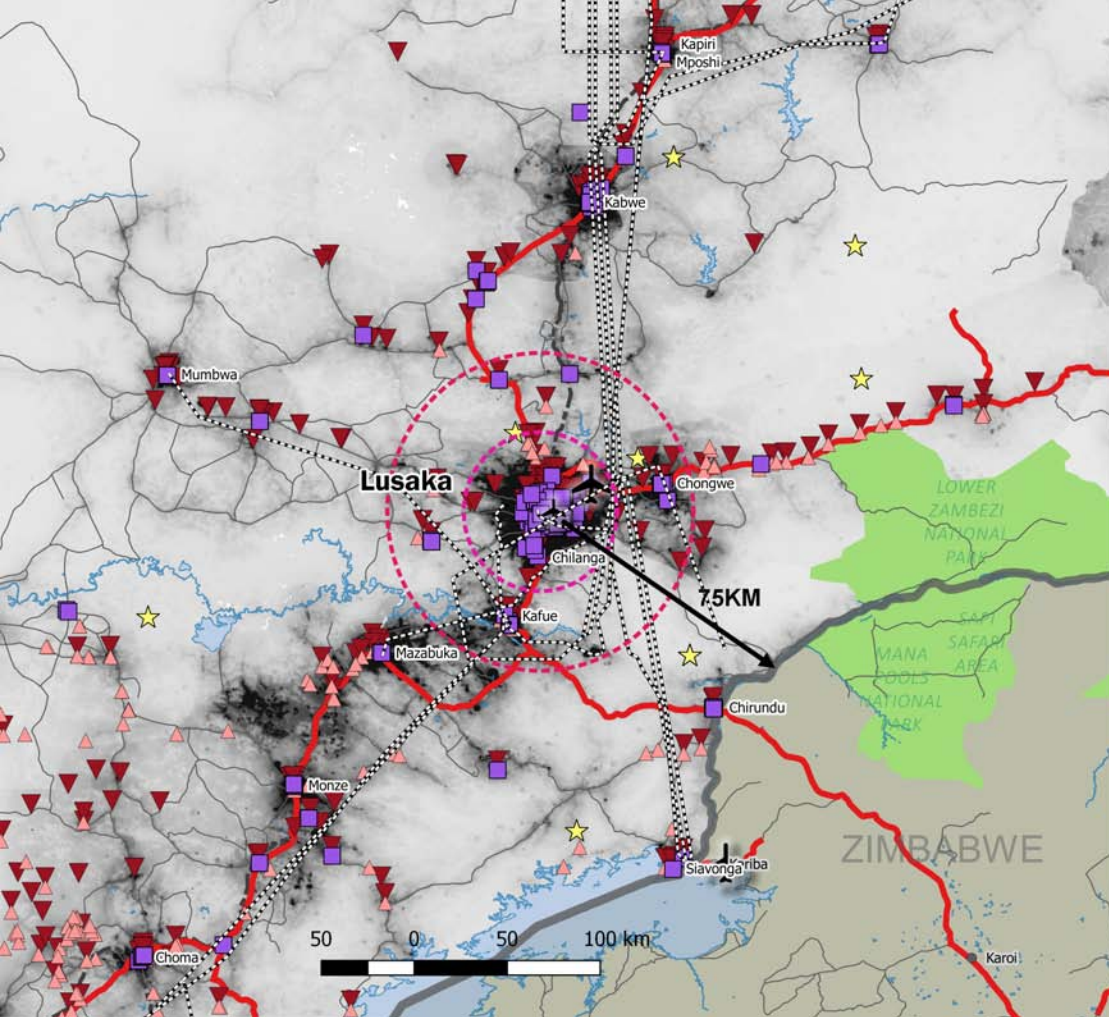 Kapiri
Mposhi
Kabwe
Mumbwa
Lusaka
Chongwe
LOWER
ZAMBEZI
NATIONAL
PARK
Chilanga
75KM
Kafue
SAPI
SAFARI
AREA
Mazabuka
MANA
POOLS
NATIONAL
PARK
Chirundu
Monze
ZIMBABWE
Siavonga
Kariba
50 0 50 100 km
Choma
Karoi